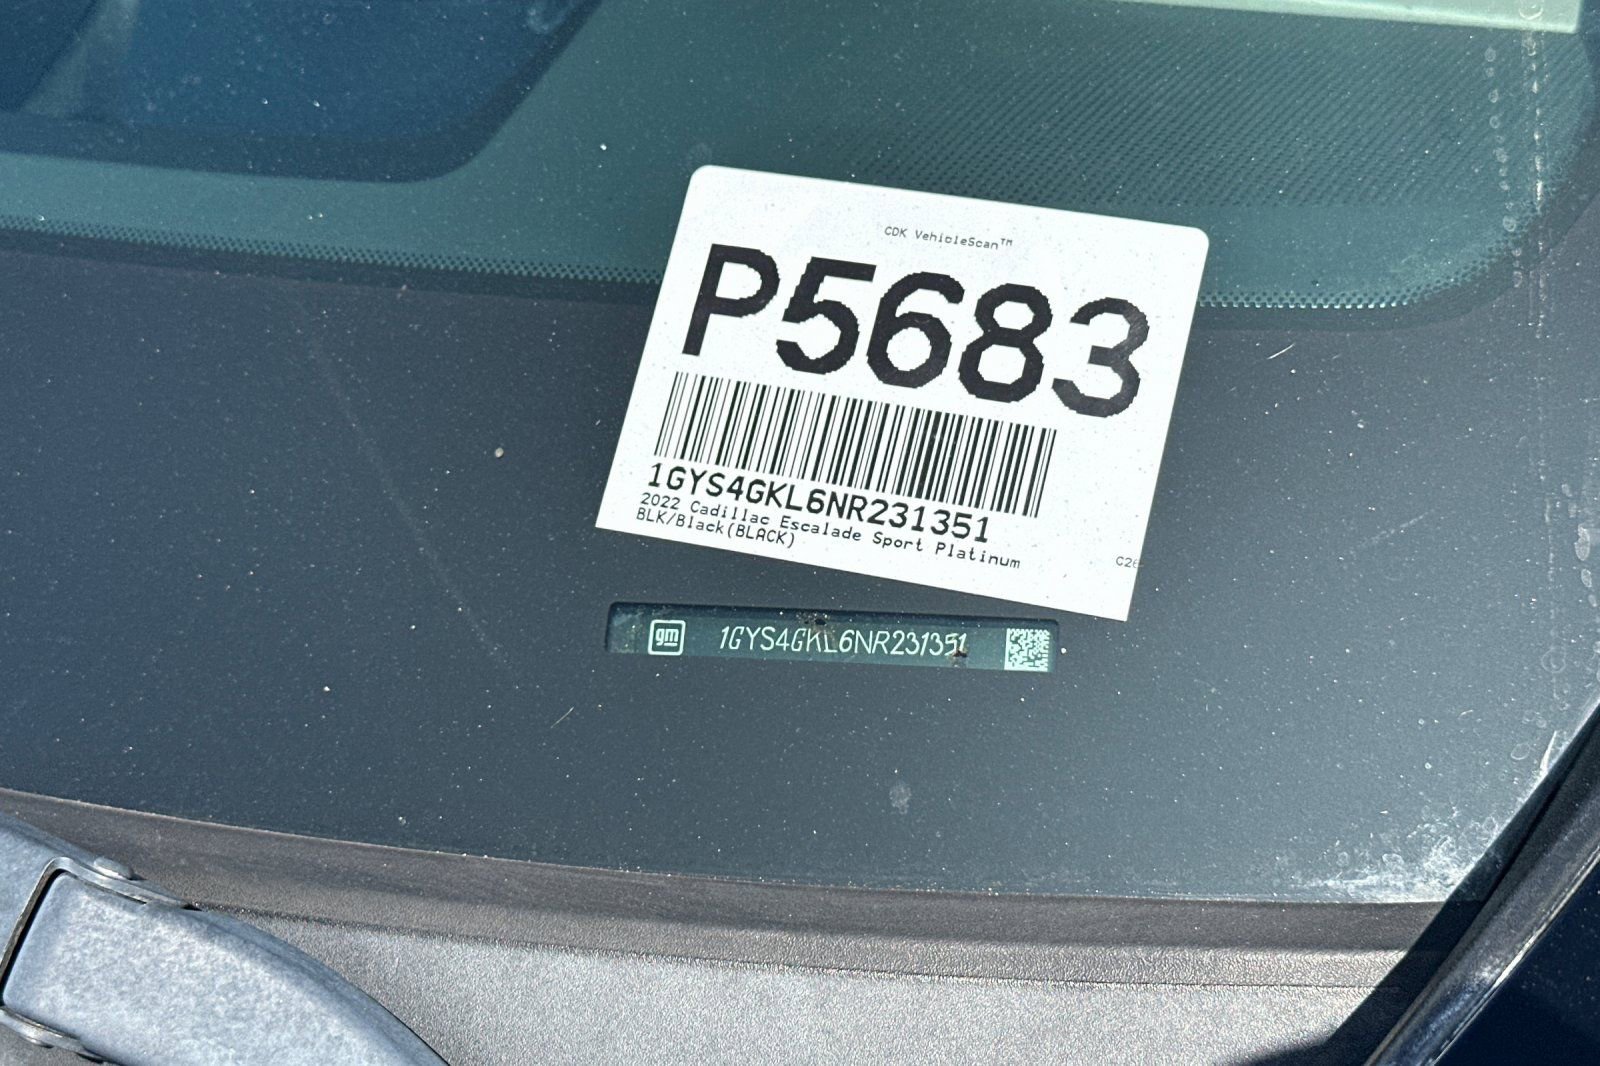 CDK VehicleScan™
P5683
1GYS4GKL6NR231351
2022 Cadillac Escalade Sport Platinum
BLK/Black(BLACK)
gm 1GYS4GKL6NR231351